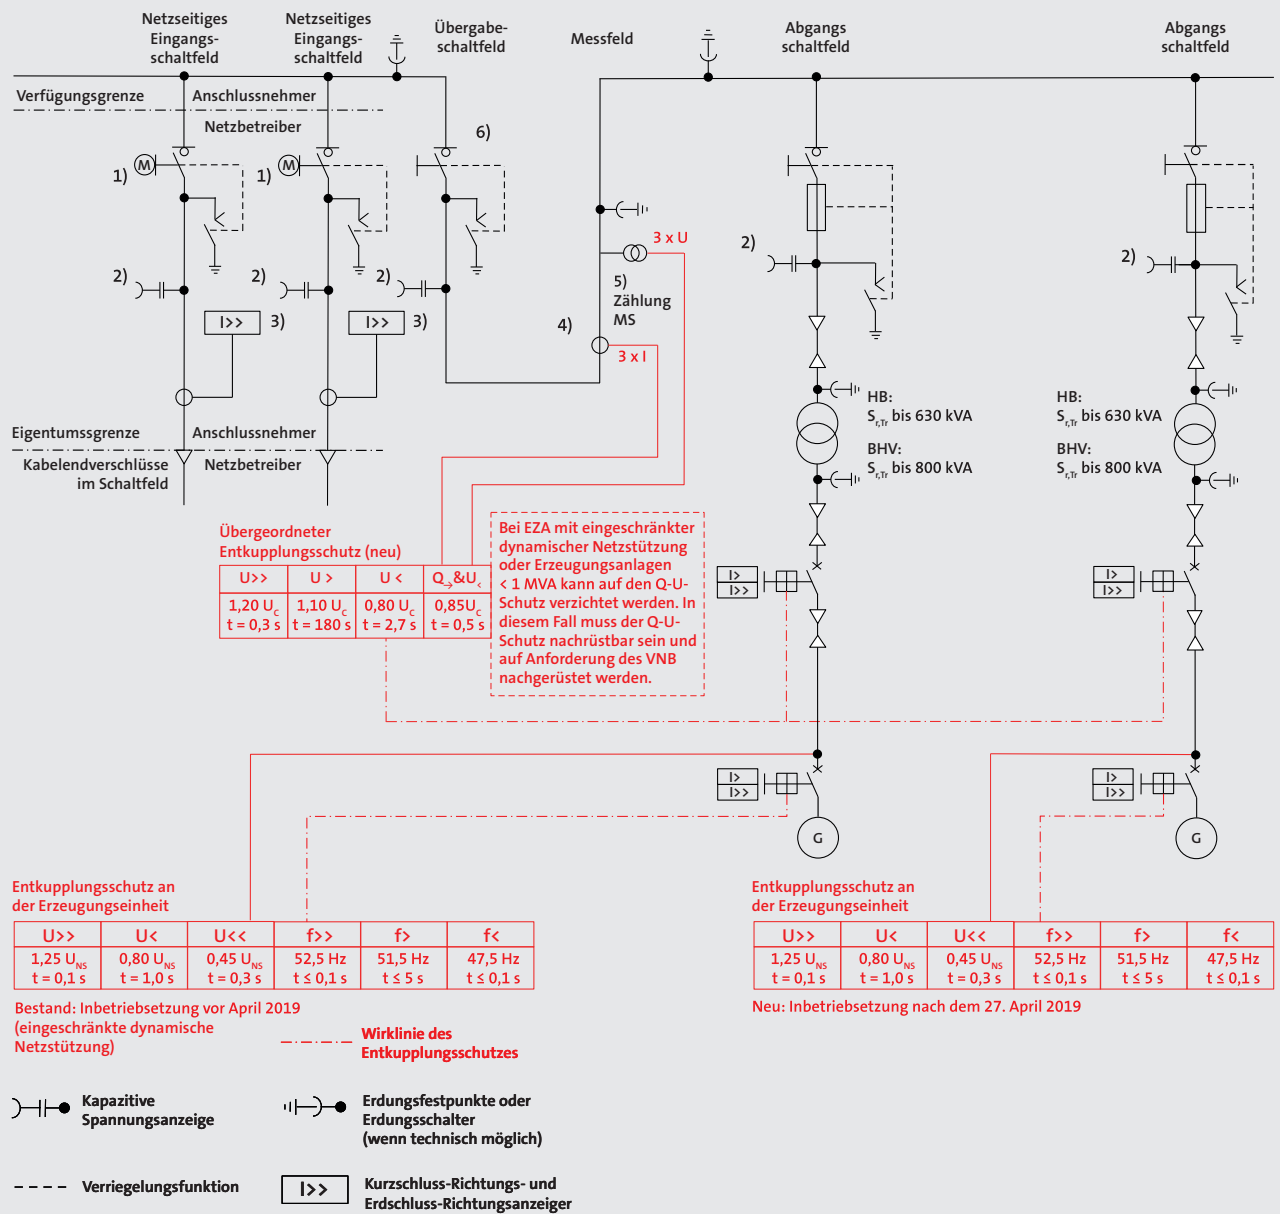 Netzseitiges
Eingangs-
schaltfeld
Netzseitiges
Eingangs-
schaltfeld
Übergabe-
schaltfeld
Messfeld
Abgangs
schaltfeld
Abgangs
schaltfeld
Verfügungsgrenze
Anschlussnehmer
Netzbetreiber
6)
1)
M
1)
M
2)
2)
2)
3 x U
2)
2)
5)
Zählung
MS
I>>
3)
I>>
3)
4)
3 x I
HB:
Sr,Tr bis 630 kVA
BHV:
Sr,Tr bis 800 kVA
HB:
Sr,Tr bis 630 kVA
BHV:
Sr,Tr bis 800 kVA
Eigentumssgrenze
Anschlussnehmer
Kabelendverschlüsse
im Schaltfeld
Netzbetreiber
Übergeordneter
Entkupplungsschutz (neu)
U>> U > U < Q→&U<
1,20 Uc 1,10 Uc 0,80 Uc 0,85Uc
t = 0,3 s t = 180 s t = 2,7 s t = 0,5 s
Bei EZA mit eingeschränkter
dynamischer Netzstützung
oder Erzeugungsanlagen
< 1 MVA kann auf den Q-U-
Schutz verzichtet werden. In
diesem Fall muss der Q-U-
Schutz nachrüstbar sein und
auf Anforderung des VNB
nachgerüstet werden.
I>
I>>
I>
I>>
I>
I>>
I>
I>>
G
G
Entkupplungsschutz an
der Erzeugungseinheit
U>> U< U<< f>> f> f<
1,25 UNS 0,80 UNS 0,45 UNS 52,5 Hz 51,5 Hz 47,5 Hz
t = 0,1 s t = 1,0 s t = 0,3 s t ≤ 0,1 s t ≤ 5 s t ≤ 0,1 s
Bestand: Inbetriebsetzung vor April 2019
(eingeschränkte dynamische
Netzstützung)
Entkupplungsschutz an
der Erzeugungseinheit
U>> U< U<< f>> f> f<
1,25 UNS 0,80 UNS 0,45 UNS 52,5 Hz 51,5 Hz 47,5 Hz
t = 0,1 s t = 1,0 s t = 0,3 s t ≤ 0,1 s t ≤ 5 s t ≤ 0,1 s
Neu: Inbetriebsetzung nach dem 27. April 2019
Wirklinie des
Entkupplungsschutzes
Kapazitive
Spannungsanzeige
Erdungsfestpunkte oder
Erdungsschalter
(wenn technisch möglich)
Verriegelungsfunktion
I>>
Kurzschluss-Richtungs- und
Erdschluss-Richtungsanzeiger